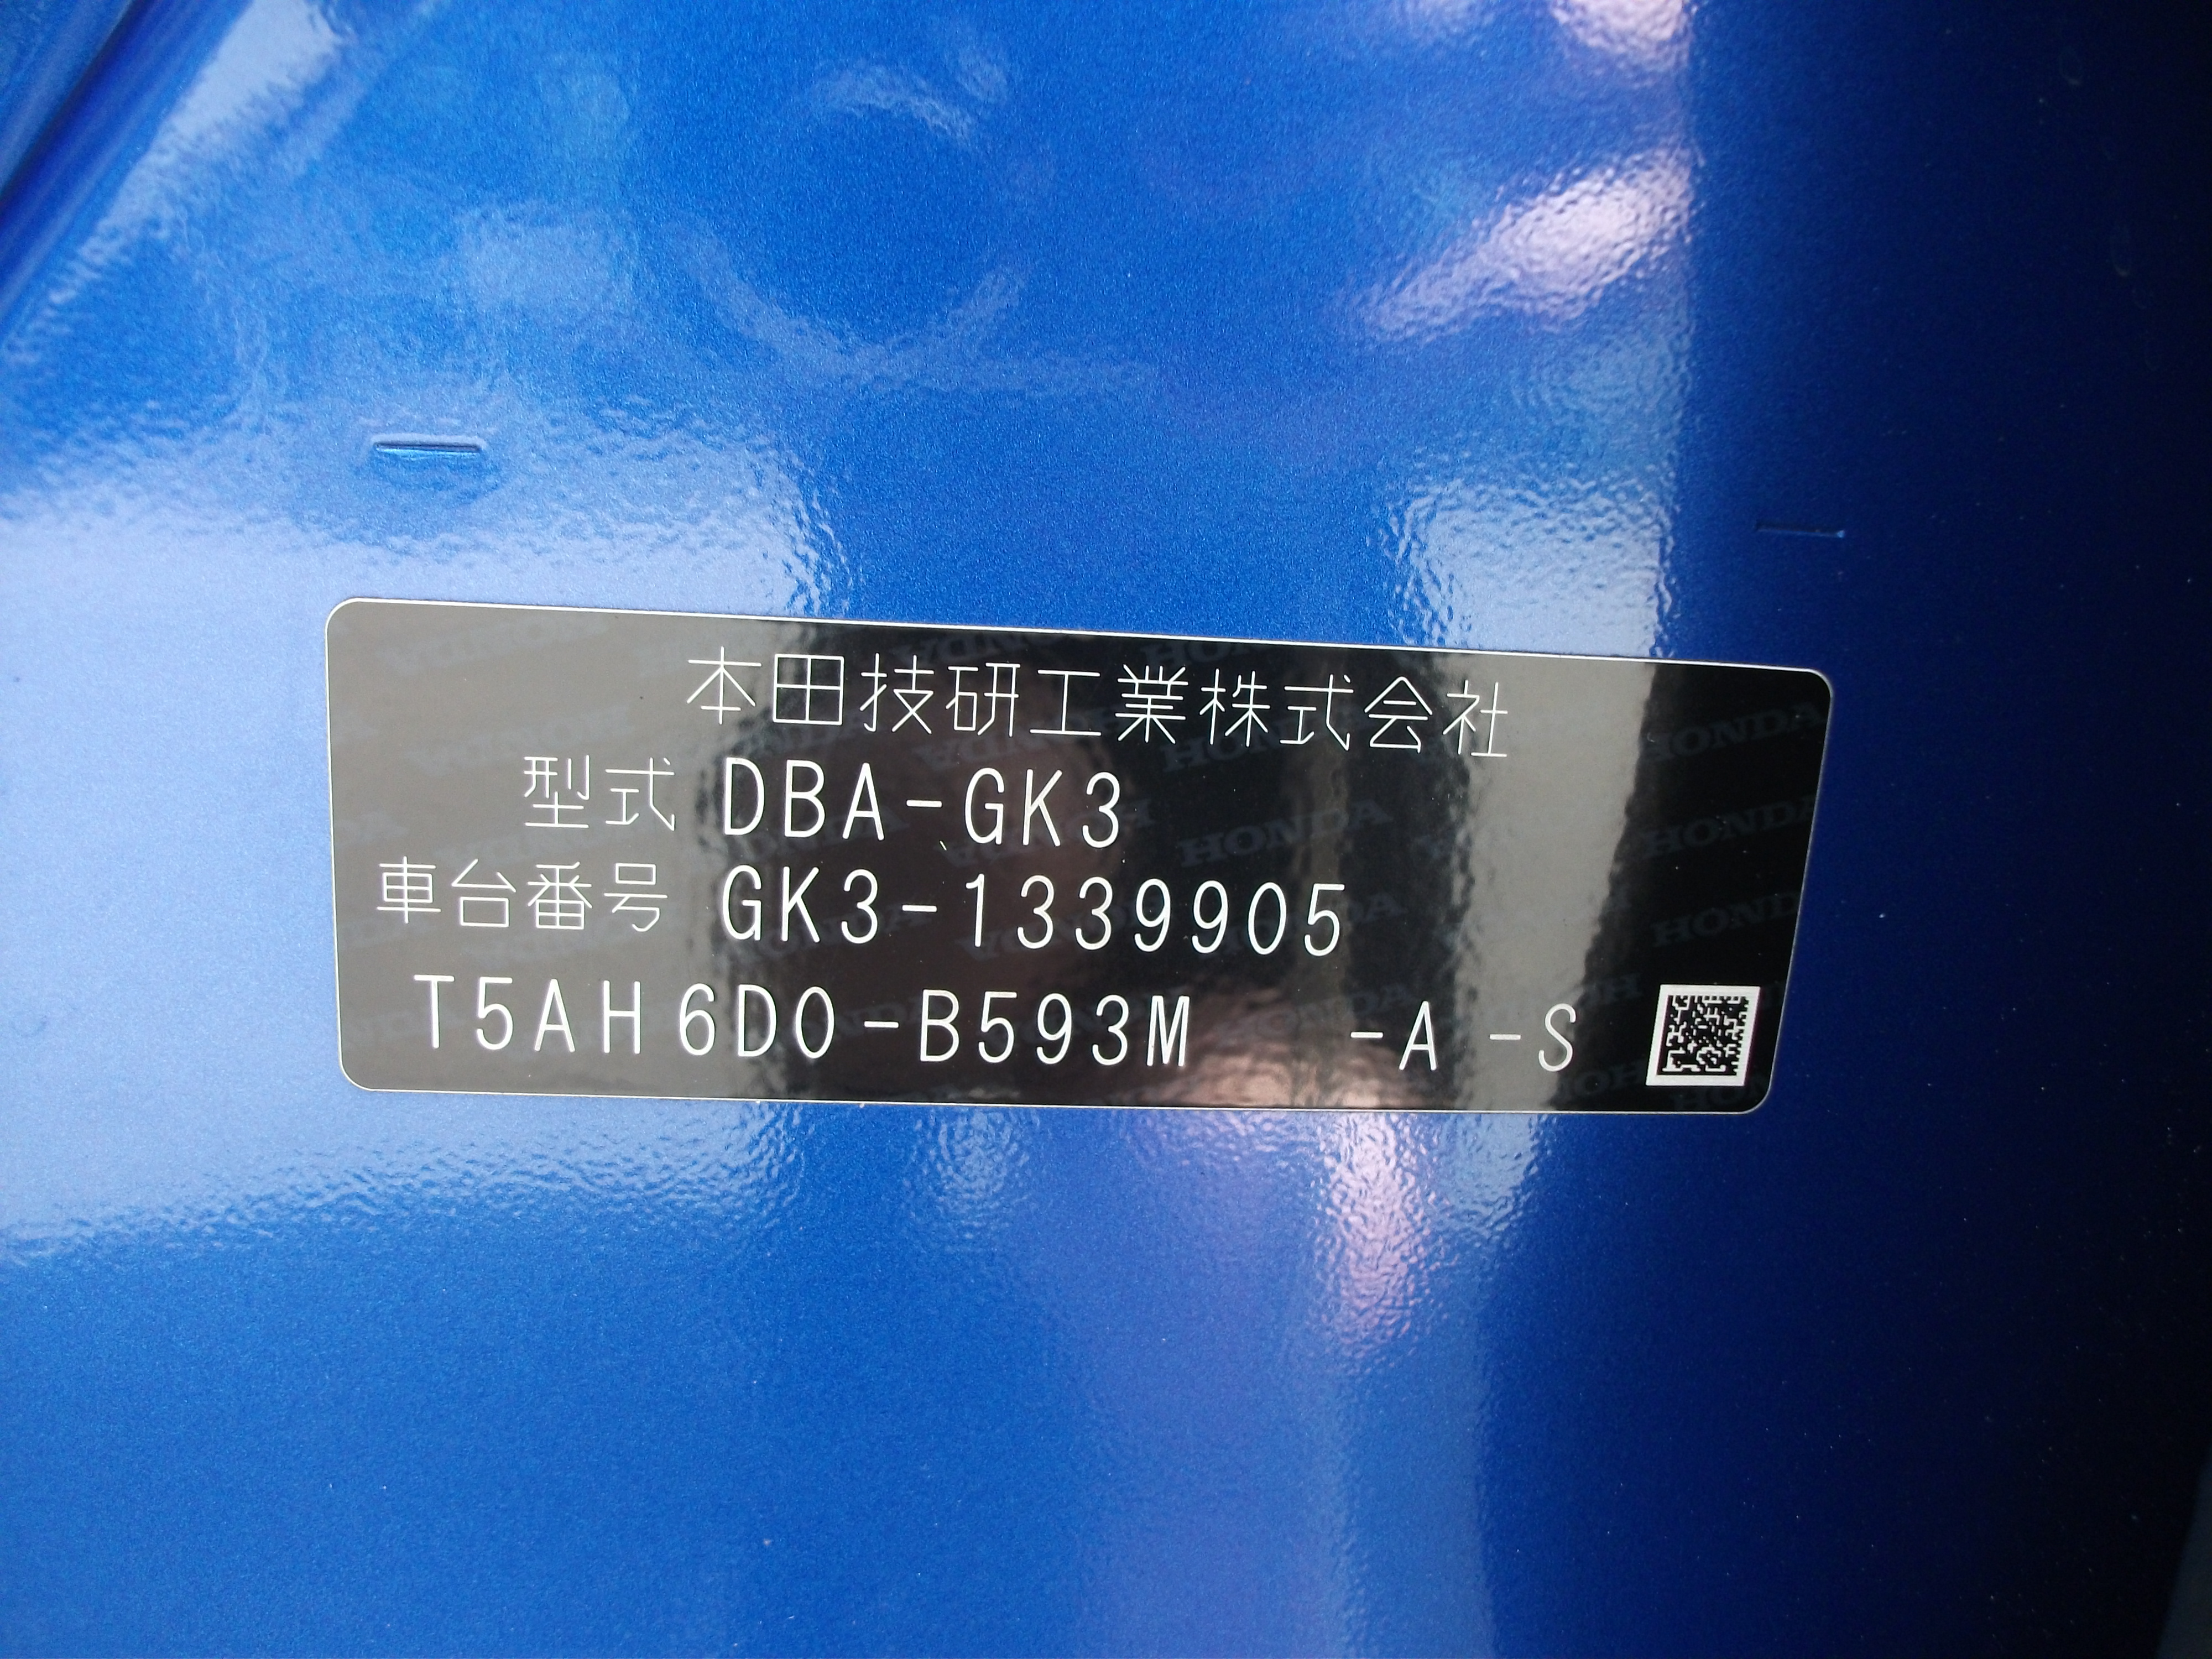 本田技研工業株式会社
型式 DBA-GK3
車台番号 GK3-1339905
T5AH6D0-B593M -A -S